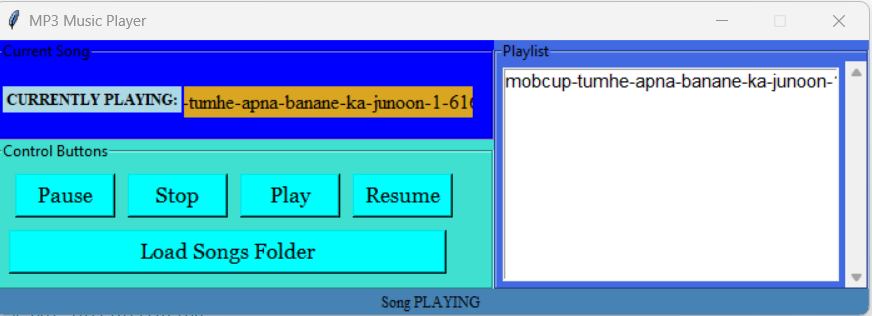 MP3 Music Player
Current Song
CURRENTLY PLAYING: -tumhe-apna-banane-ka-junoon-1-616
Playlist
mobcup-tumhe-apna-banane-ka-junoon-
Control Buttons
Pause Stop Play Resume
Load Songs Folder
Song PLAYING